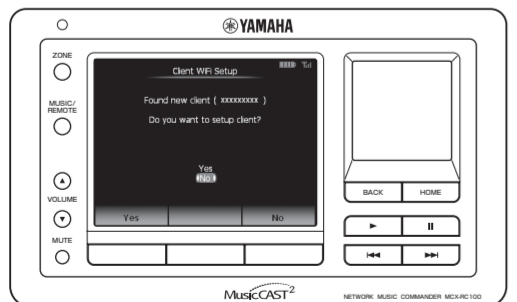 YAMAHA
ZONE
MUSIC/
REMOTE
VOLUME
MUTE
Client WiFi Setup
Found new client ( xxxxxxxxx )
Do you want to setup client?
Yes
No
Yes No
BACK HOME
MusicCAST2
NETWORK MUSIC COMMANDER MCX-RC100